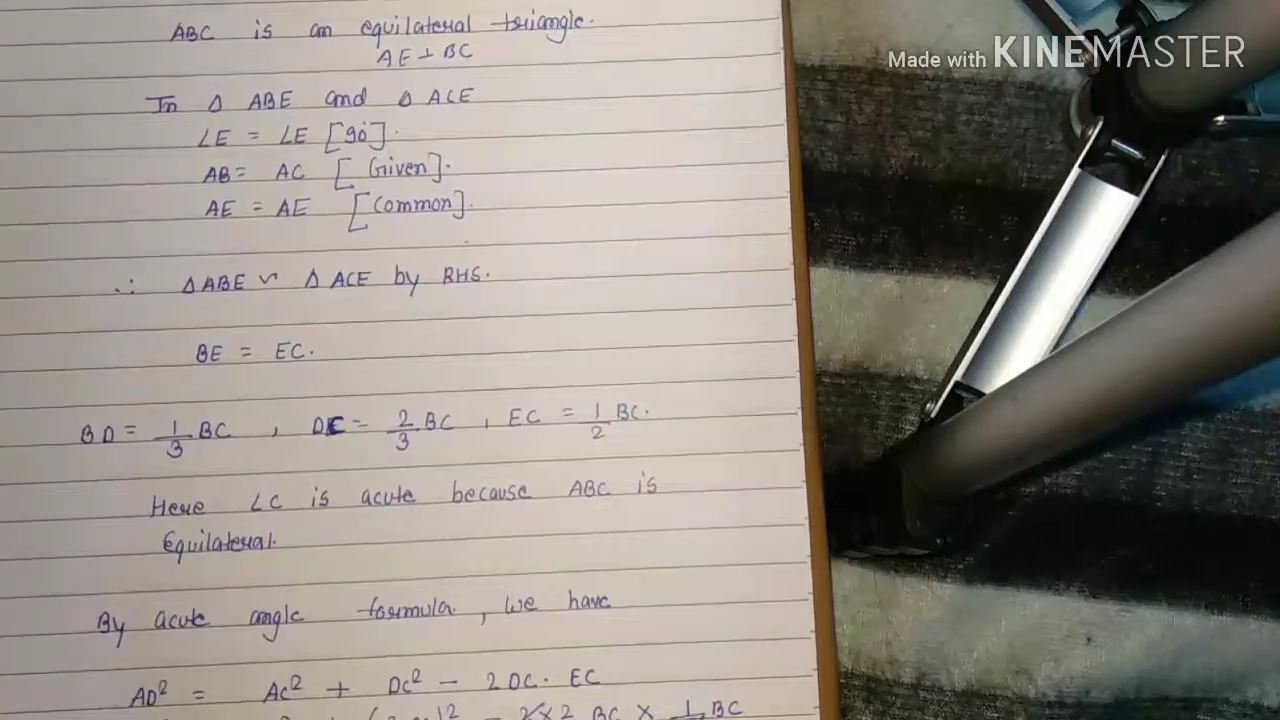 ABC is an equilateral triangle.
AE ⊥ BC
Made with KINEMASTER
In Δ ABE and Δ ACE
∠E = ∠E [90°].
AB = AC [Given].
AE = AE [Common].
∴ ΔABE ∽ Δ ACE by RHS.
BE = EC.
BD = 1/3 BC , DC = 2/3 BC , EC = 1/2 BC.
Here ∠C is acute because ABC is
Equilateral.
By acute angle formula, we have
AD² = AC² + DC² - 2DC. EC